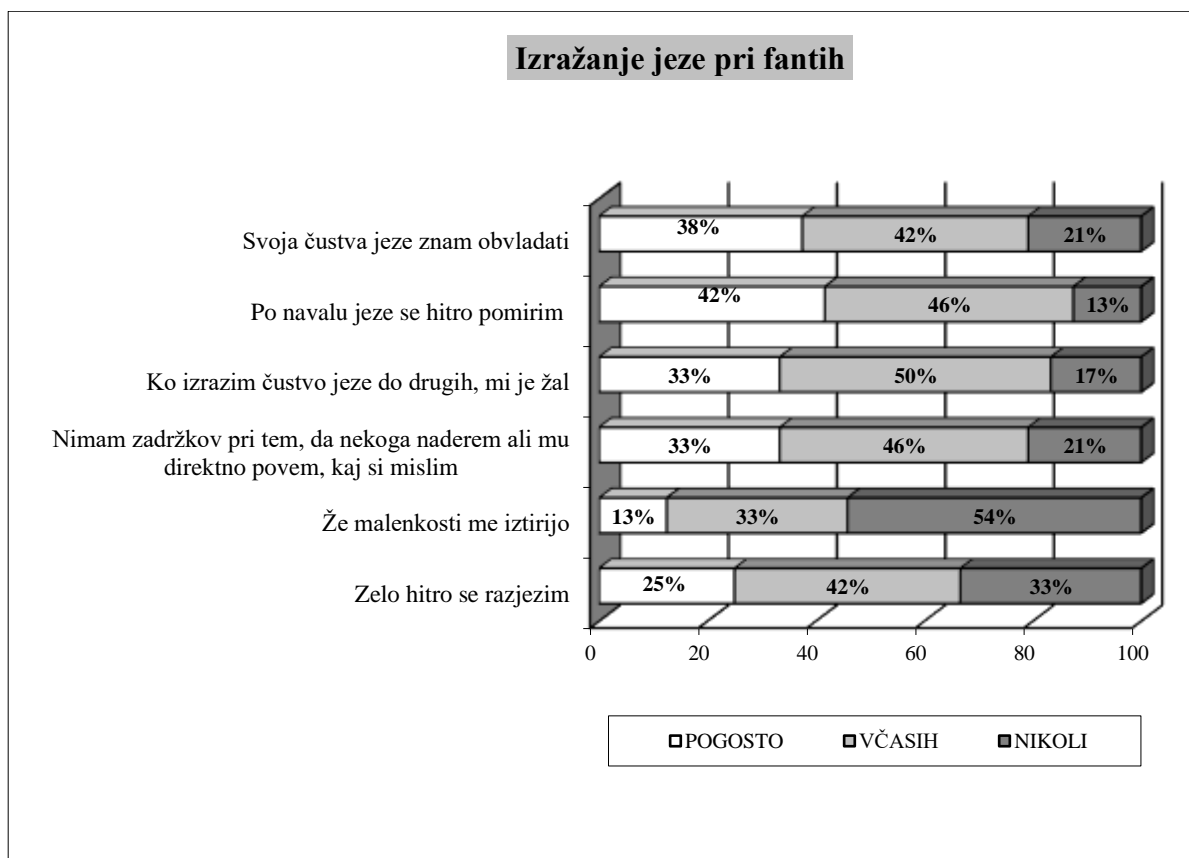 Izražanje jeze pri fantih
Svoja čustva jeze znam obvladati
38%
42%
21%
Po navalu jeze se hitro pomirim
42%
46%
13%
Ko izrazim čustvo jeze do drugih, mi je žal
33%
50%
17%
Nimam zadržkov pri tem, da nekoga naderem ali mu
direktno povem, kaj si mislim
33%
46%
21%
Že malenkosti me iztirijo
13%
33%
54%
Zelo hitro se razjezim
25%
42%
33%
0 20 40 60 80 100
POGOSTO VČASIH NIKOLI